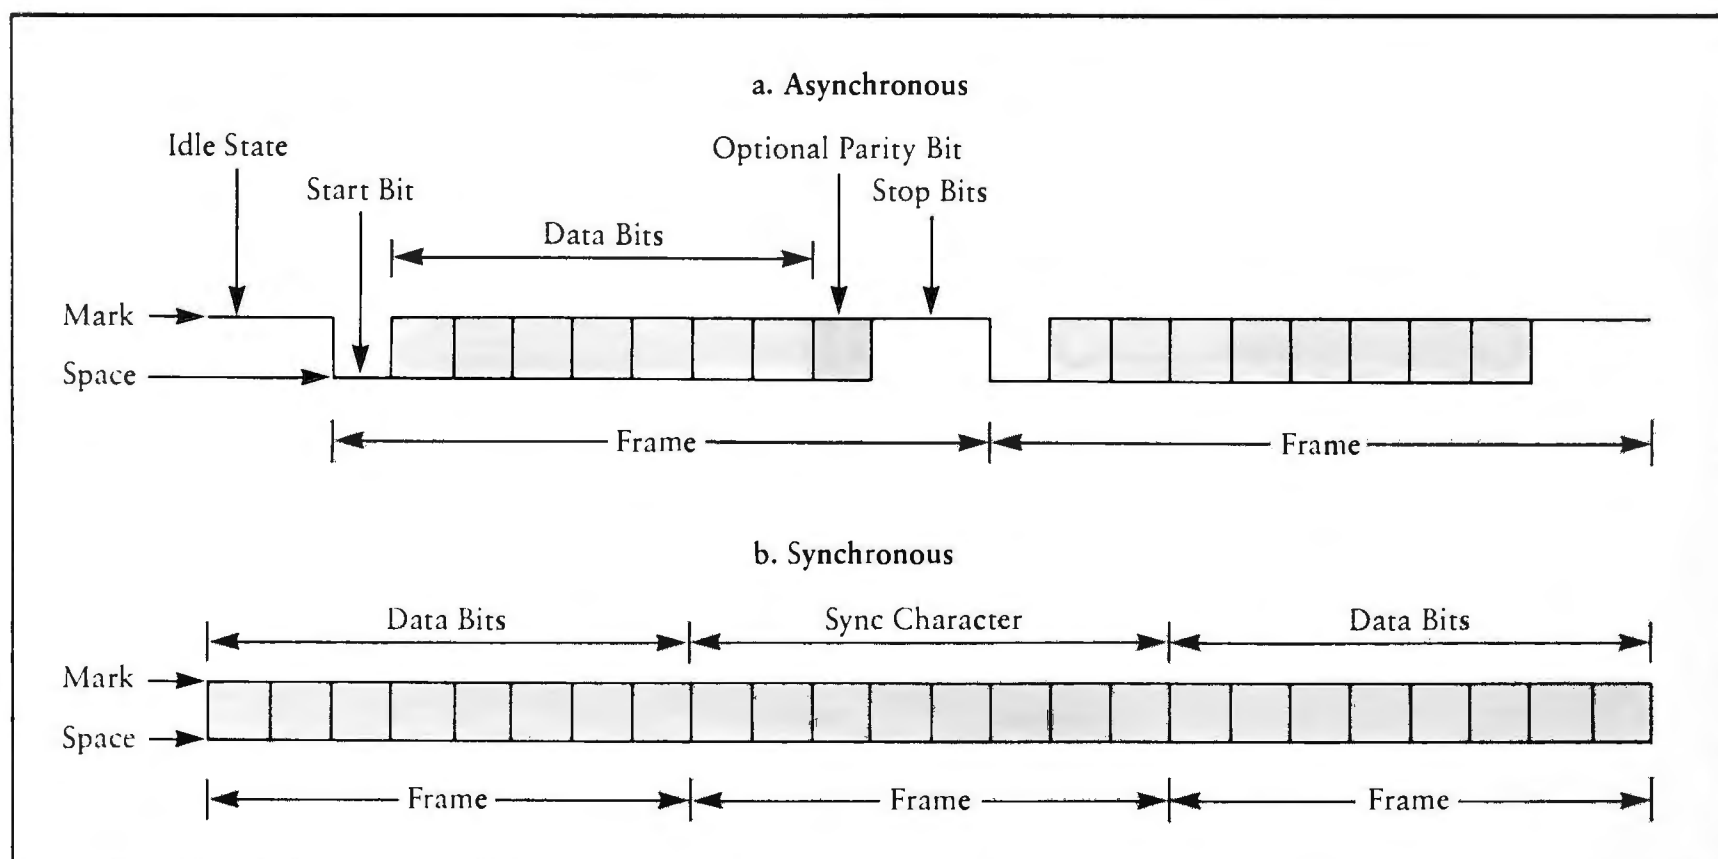 a. Asynchronous
Idle State
Optional Parity Bit
Start Bit
Stop Bits
Data Bits
Mark
Space
Frame
Frame
b. Synchronous
Data Bits
Sync Character
Data Bits
Mark
Space
Frame
Frame
Frame